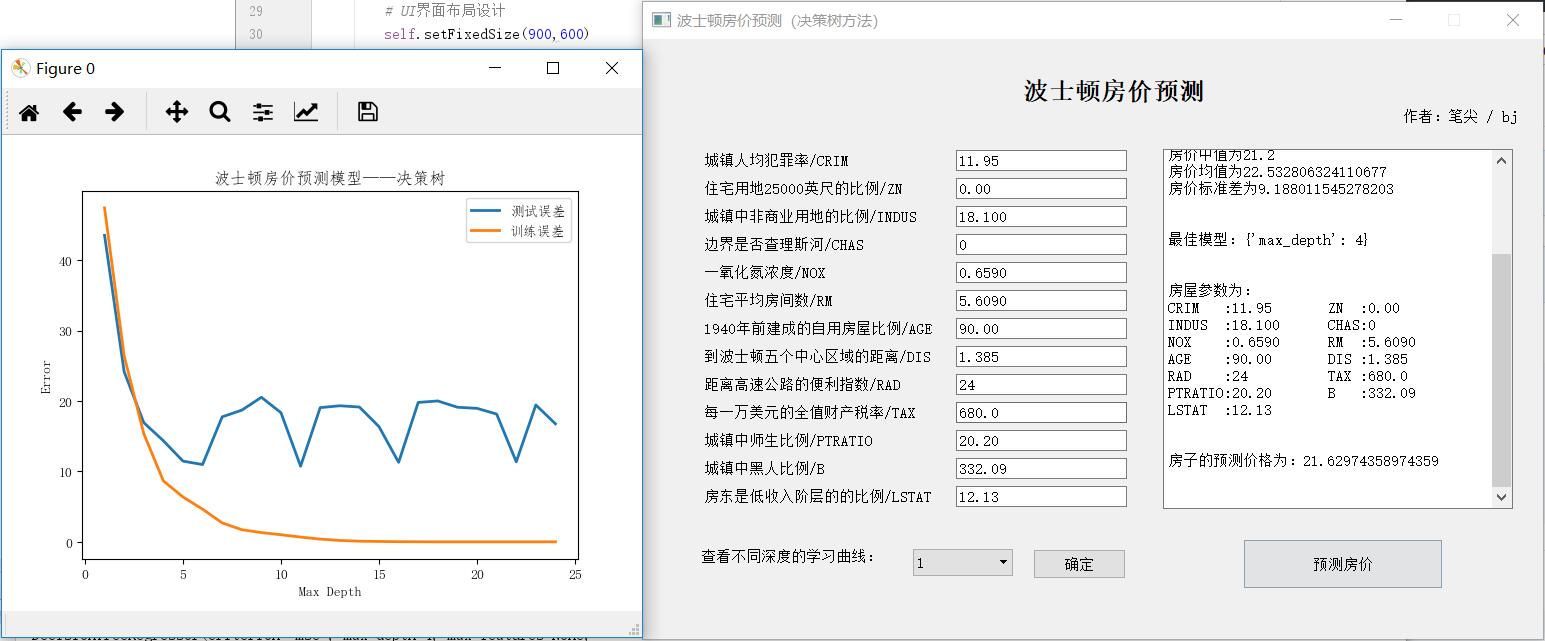 29 # UI界面布局设计
30 self.setFixedSize(900,600)
Figure 0
波士顿房价预测模型——决策树
测试误差
训练误差
Error
40
30
20
10
0
0 5 10 15 20 25
Max Depth
波士顿房价预测（决策树方法）
波士顿房价预测
作者：笔尖 / bj
城镇人均犯罪率/CRIM 11.95
住宅用地25000英尺的比例/ZN 0.00
城镇中非商业用地的比例/INDUS 18.100
边界是否查理斯河/CHAS 0
一氧化氮浓度/NOX 0.6590
住宅平均房间数/RM 5.6090
1940年前建成的自用房屋比例/AGE 90.00
到波士顿五个中心区域的距离/DIS 1.385
距离高速公路的便利指数/RAD 24
每一万美元的全值财产税率/TAX 680.0
城镇中师生比例/PTRATIO 20.20
城镇中黑人比例/B 332.09
房东是低收入阶层的的比例/LSTAT 12.13
查看不同深度的学习曲线： 1 确定
房价中值为21.2
房价均值为22.532806324110677
房价标准差为9.188011545278203
最佳模型：{'max_depth': 4}
房屋参数为：
CRIM :11.95 ZN :0.00
INDUS :18.100 CHAS:0
NOX :0.6590 RM :5.6090
AGE :90.00 DIS :1.385
RAD :24 TAX :680.0
PTRATIO:20.20 B :332.09
LSTAT :12.13
房子的预测价格为：21.62974358974359
预测房价